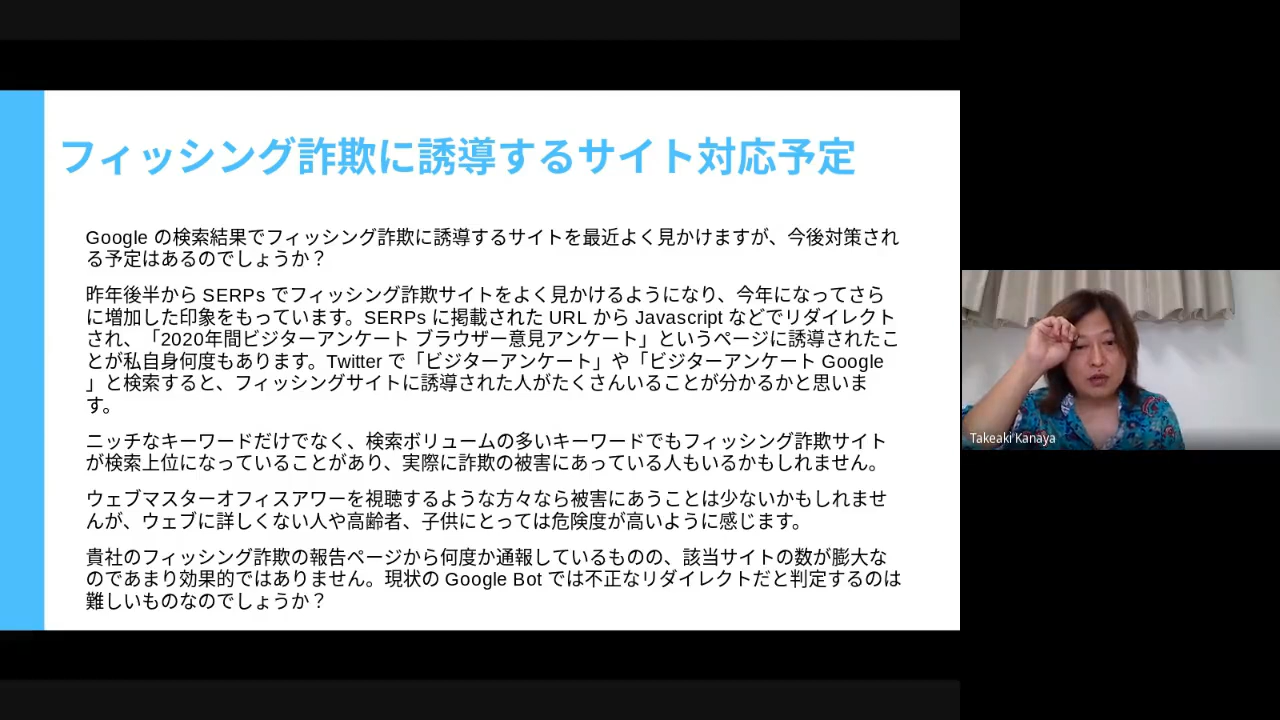 フィッシング詐欺に誘導するサイト対応予定
Google の検索結果でフィッシング詐欺に誘導するサイトを最近よく見かけますが、今後対策され
る予定はあるのでしょうか？
昨年後半から SERPs でフィッシング詐欺サイトをよく見かけるようになり、今年になってさら
に増加した印象をもっています。SERPs に掲載された URL から Javascript などでリダイレクト
され、「2020年間ビジターアンケート ブラウザー意見アンケート」というページに誘導されたこ
とが私自身何度もあります。Twitter で「ビジターアンケート」や「ビジターアンケート Google
」と検索すると、フィッシングサイトに誘導された人がたくさんいることが分かるかと思いま
す。
ニッチなキーワードだけでなく、検索ボリュームの多いキーワードでもフィッシング詐欺サイト
が検索上位になっていることがあり、実際に詐欺の被害にあっている人もいるかもしれません。
ウェブマスターオフィスアワーを視聴するような方々なら被害にあうことは少ないかもしれませ
んが、ウェブに詳しくない人や高齢者、子供にとっては危険度が高いように感じます。
貴社のフィッシング詐欺の報告ページから何度か通報しているものの、該当サイトの数が膨大な
のであまり効果的ではありません。現状の Google Bot では不正なリダイレクトだと判定するのは
難しいものなのでしょうか？
Takeaki Kanaya